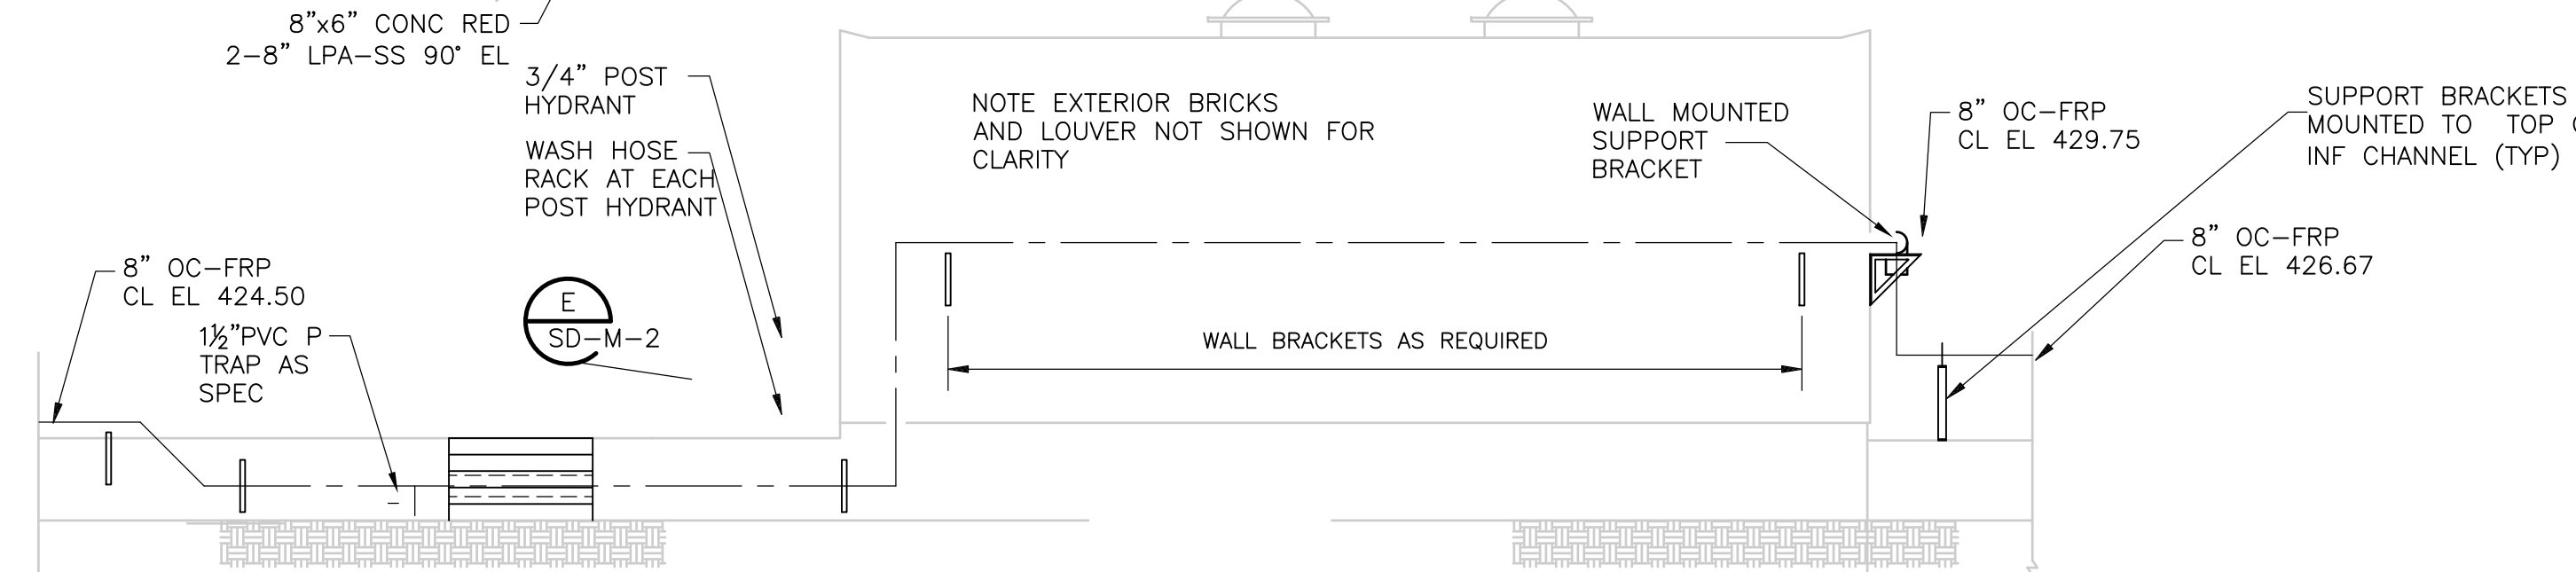 8”x6” CONC RED
2-8” LPA-SS 90° EL
3/4” POST
HYDRANT
WASH HOSE
RACK AT EACH
POST HYDRANT
NOTE EXTERIOR BRICKS
AND LOUVER NOT SHOWN FOR
CLARITY
WALL MOUNTED
SUPPORT
BRACKET
8” OC-FRP
CL EL 429.75
SUPPORT BRACKETS
MOUNTED TO TOP
INF CHANNEL (TYP)
8” OC-FRP
CL EL 426.67
8” OC-FRP
CL EL 424.50
1½”PVC P
TRAP AS
SPEC
E
SD-M-2
WALL BRACKETS AS REQUIRED